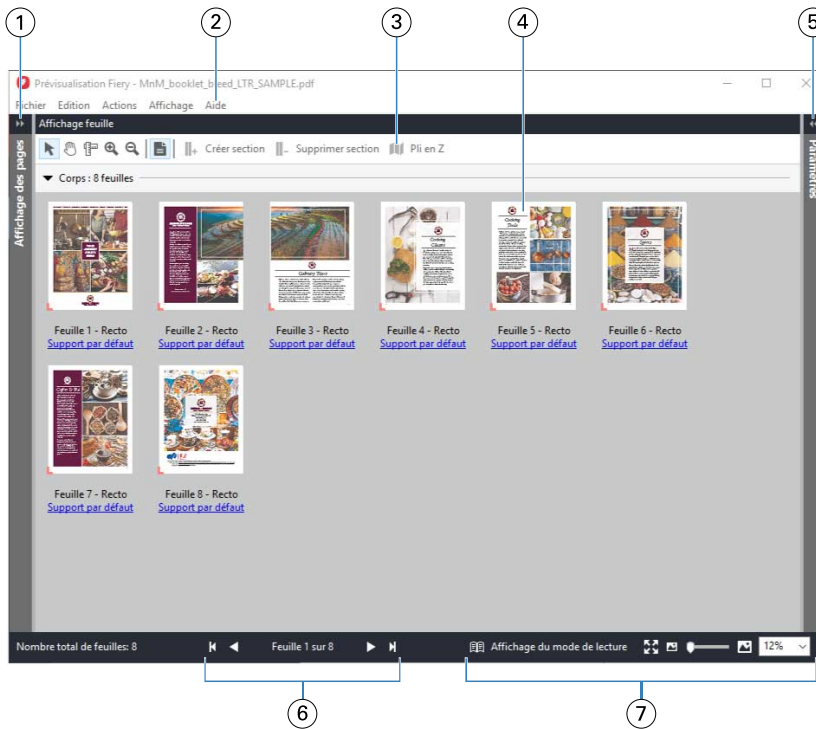 1 2 3 4 5
Prévisualisation Fiery - MnM_booklet_bleed_LTR_SAMPLE.pdf
Fichier Edition Actions Affichage Aide
Affichage feuille
Affichage des pages
Paramètres
Créer section Supprimer section Pli en Z
Corps : 8 feuilles
Feuille 1 - Recto Feuille 2 - Recto Feuille 3 - Recto Feuille 4 - Recto Feuille 5 - Recto Feuille 6 - Recto
Support par défaut Support par défaut Support par défaut Support par défaut Support par défaut Support par défaut
Feuille 7 - Recto Feuille 8 - Recto
Support par défaut Support par défaut
Nombre total de feuilles: 8 Feuille 1 sur 8 Affichage du mode de lecture 12%
6 7